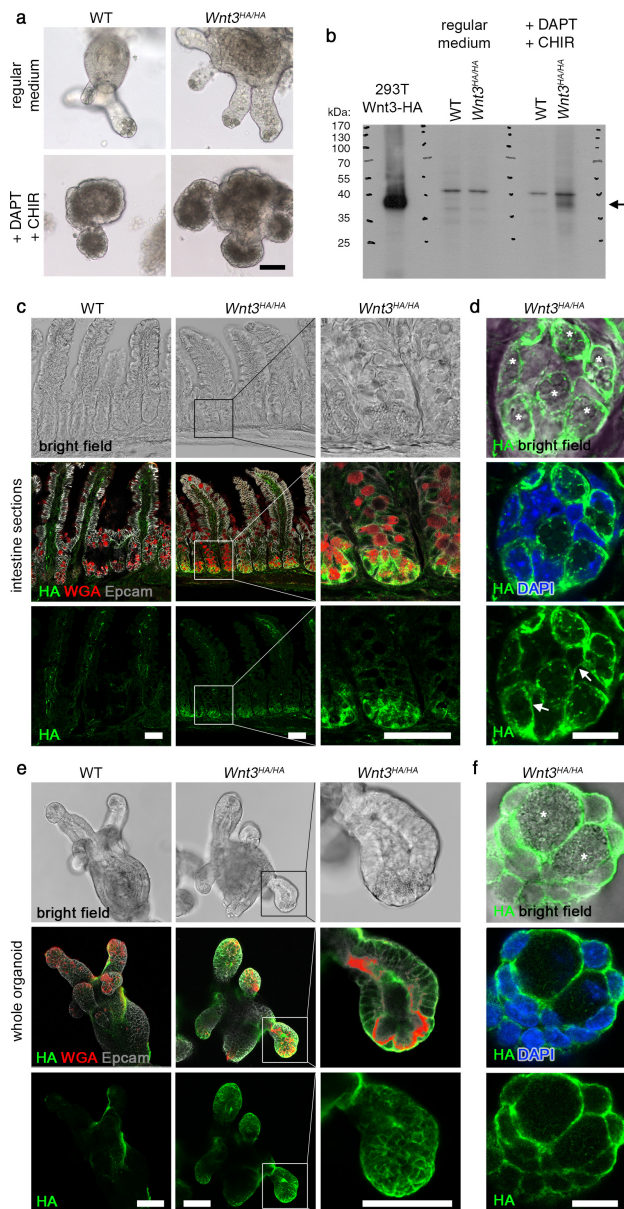 a
WT
Wnt3HA/HA
regular medium
+ DAPT + CHIR
b
regular medium
+ DAPT + CHIR
293T Wnt3-HA
WT
Wnt3HA/HA
WT
Wnt3HA/HA
kDa:
170
130
100
70
55
40
35
25
c
WT
Wnt3HA/HA
Wnt3HA/HA
intestine sections
bright field
HA WGA Epcam
HA
d
Wnt3HA/HA
* * * * * *
HA bright field
HA DAPI
HA
e
WT
Wnt3HA/HA
Wnt3HA/HA
whole organoid
bright field
HA WGA Epcam
HA
f
Wnt3HA/HA
* *
HA bright field
HA DAPI
HA